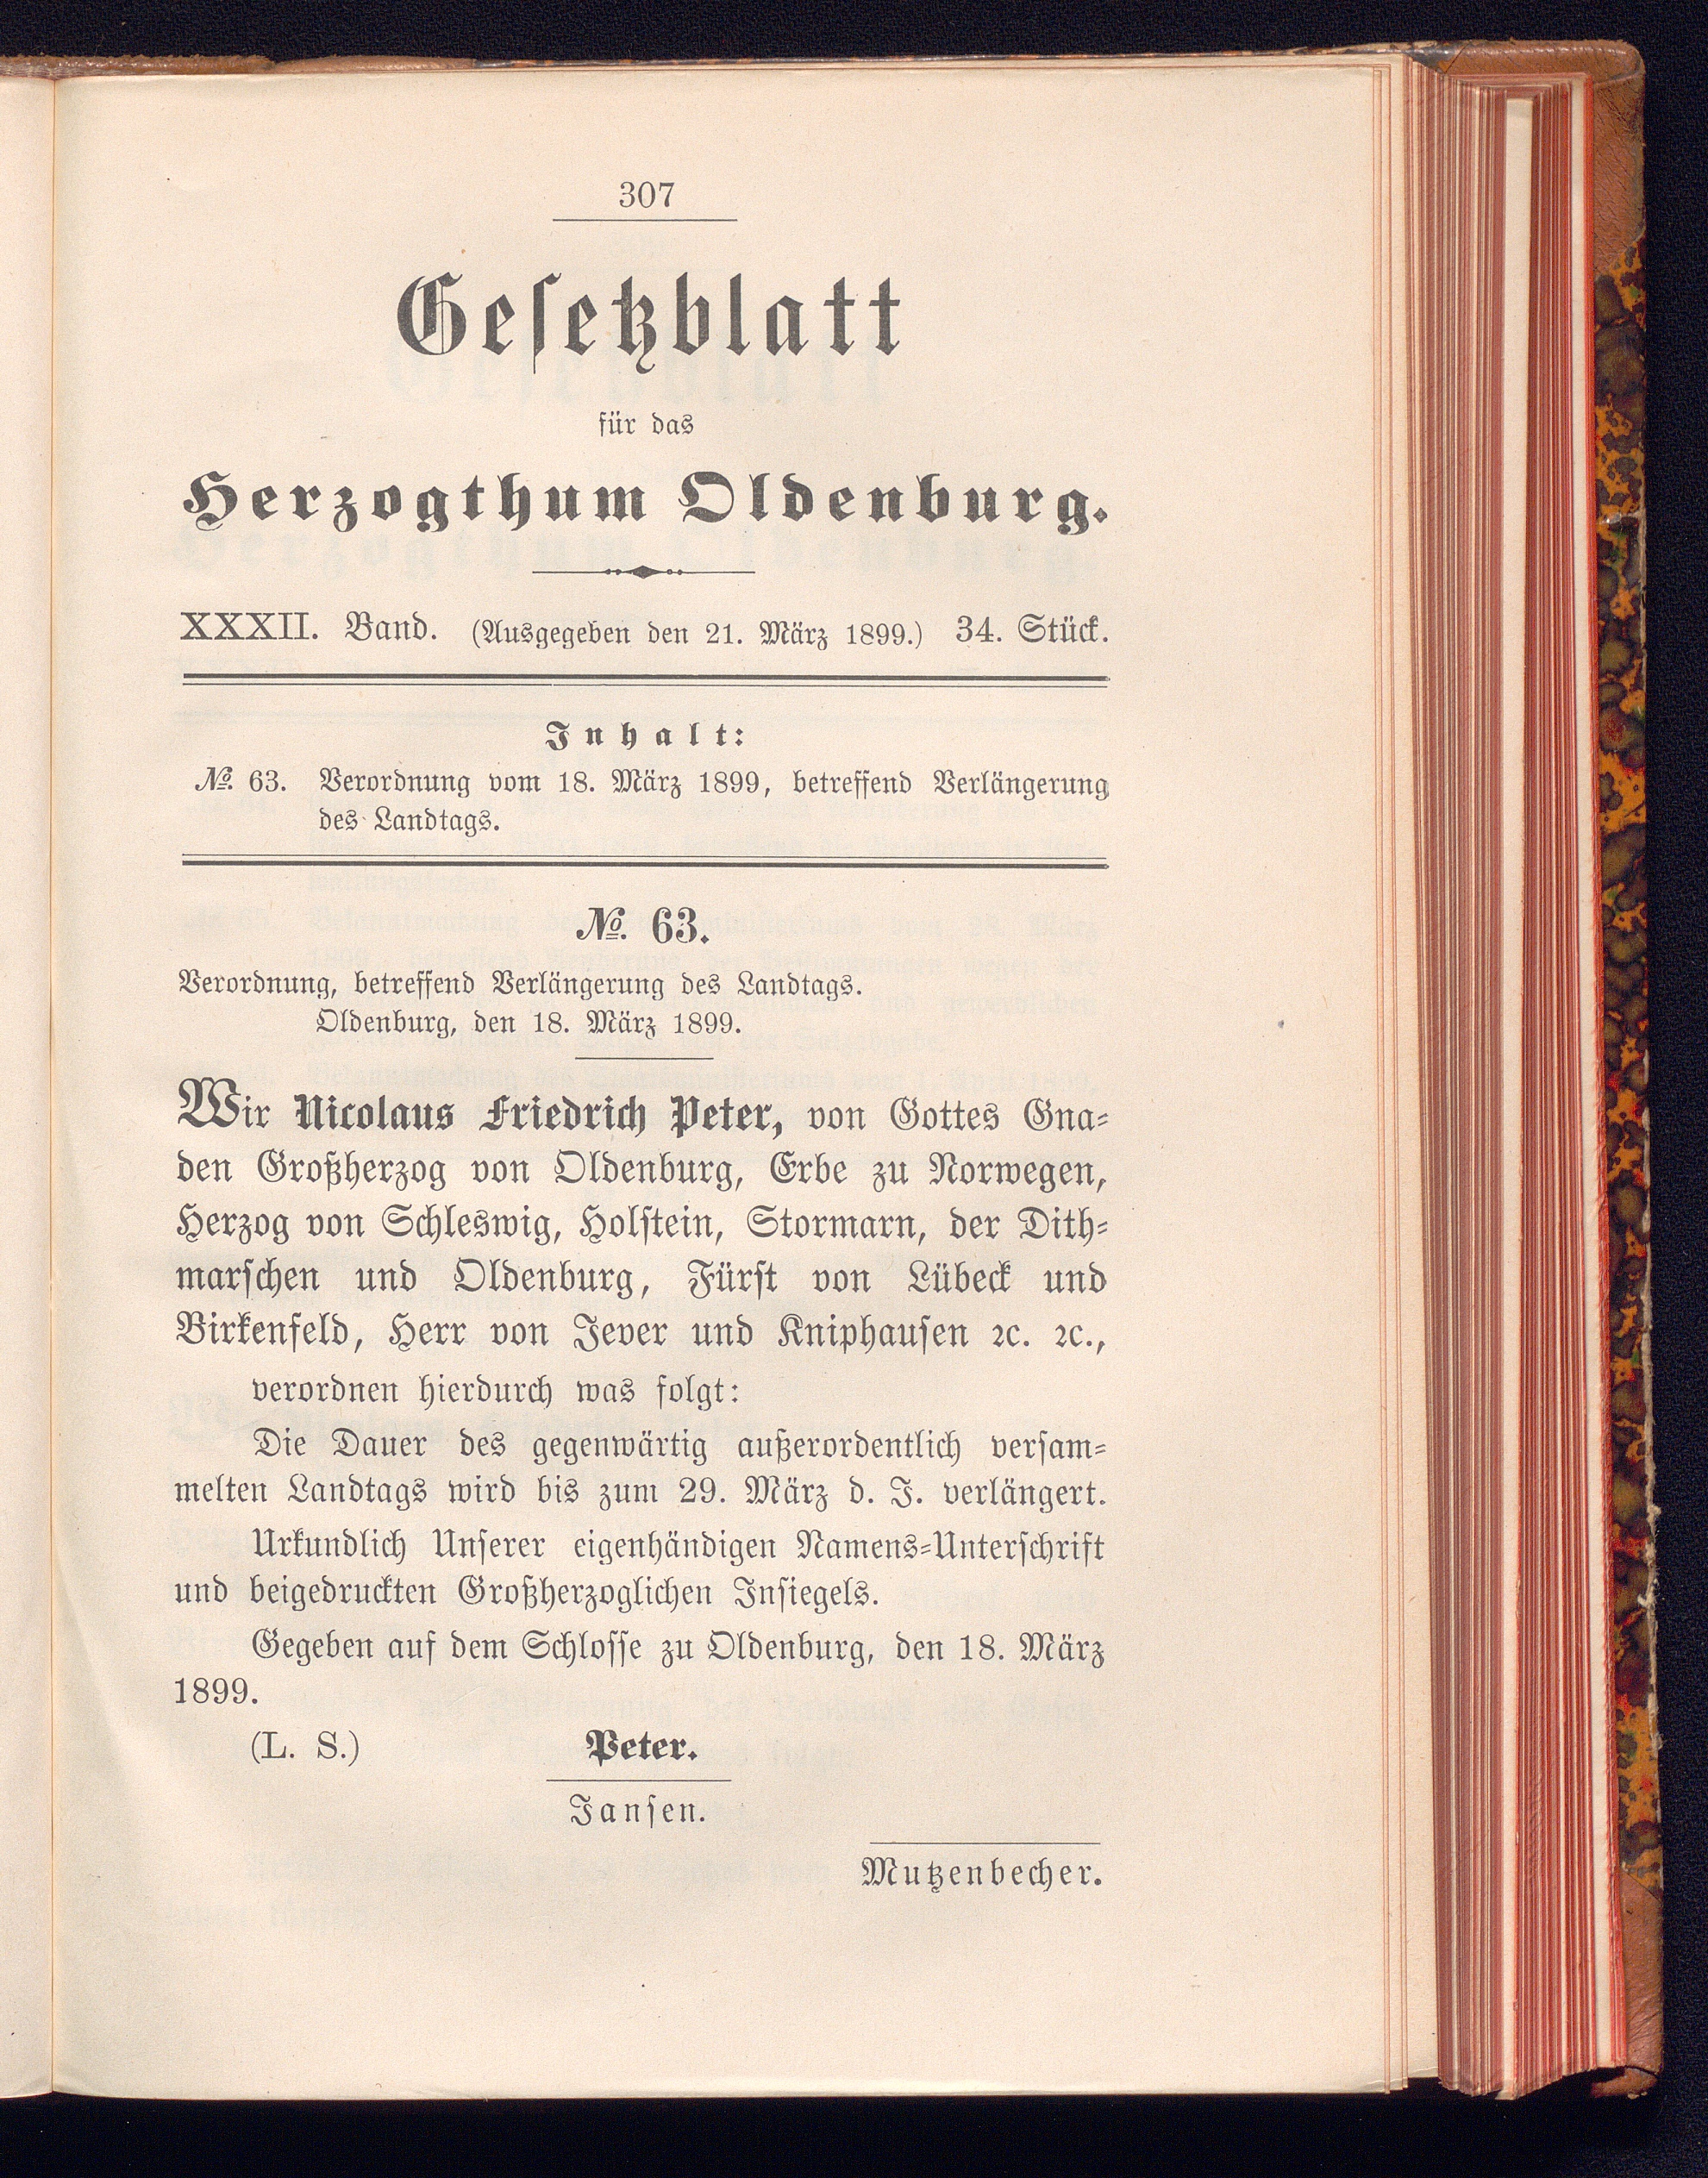 307
Gesetzblatt
für das
Herzogthum Oldenburg.
XXXII. Band. (Ausgegeben den 21. März 1899.) 34. Stück.
Inhalt:
№. 63. Verordnung vom 18. März 1899, betreffend Verlängerung
des Landtags.
№. 63.
Verordnung, betreffend Verlängerung des Landtags.
Oldenburg, den 18. März 1899.
Wir Nicolaus Friedrich Peter, von Gottes Gna-
den Großherzog von Oldenburg, Erbe zu Norwegen,
Herzog von Schleswig, Holstein, Stormarn, der Dith-
marschen und Oldenburg, Fürst von Lübeck und
Birkenfeld, Herr von Jever und Kniphausen ꝛc. ꝛc.,
verordnen hierdurch was folgt:
Die Dauer des gegenwärtig außerordentlich versam-
melten Landtags wird bis zum 29. März d. J. verlängert.
Urkundlich Unserer eigenhändigen Namens-Unterschrift
und beigedruckten Großherzoglichen Insiegels.
Gegeben auf dem Schlosse zu Oldenburg, den 18. März
1899.
(L. S.) Peter.
Jansen.
Mutzenbecher.